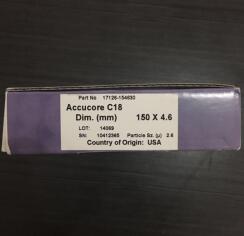 Part No 17126-154630
Accucore C18
Dim. (mm) 150 X 4.6
LOT: 14069
SN: 10412365 Particle Sz. (µ) 2.6
Country of Origin: USA